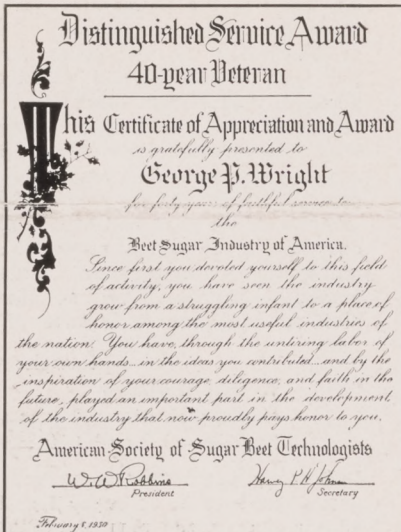 Distinguished Service Award
40-year Veteran
This Certificate of Appreciation and Award
is gratefully presented to
George P. Wright
for forty years of faithful service to
the
Beet Sugar Industry of America.
Since first you devoted yourself to this field
of activity, you have seen the industry
grow from a struggling infant to a place of
honor among the most useful industries of
the nation. You have, through the untiring labor of
your own hands... in the ideas you contributed... and by the
inspiration of your courage, diligence, and faith in the
future, played an important part in the development
of the industry that now proudly pays honor to you.
American Society of Sugar Beet Technologists
W. W. Robbins
President
Secretary
February 8, 1950